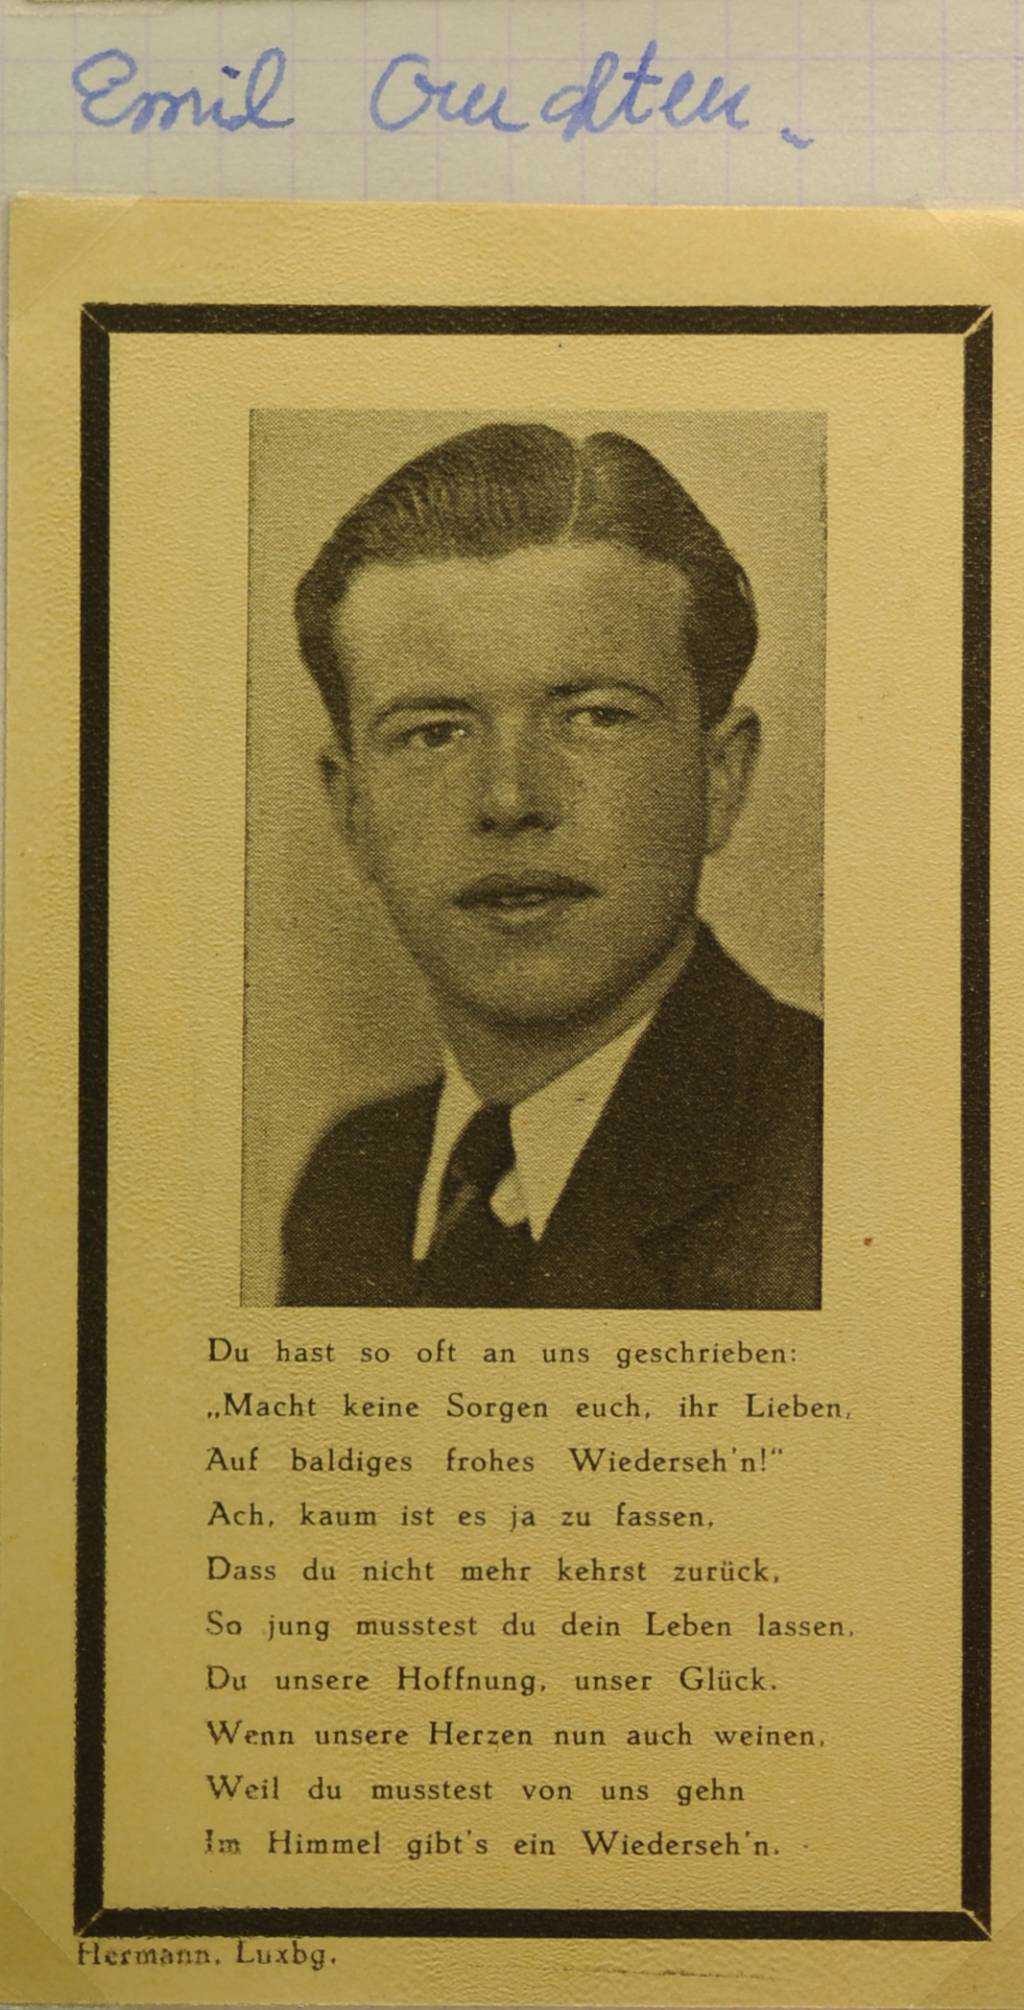 Emil
Du hast so oft an uns geschrieben:
„Macht keine Sorgen euch, ihr Lieben,
Auf baldiges frohes Wiederseh'n!“
Ach, kaum ist es ja zu fassen,
Dass du nicht mehr kehrst zurück,
So jung musstest du dein Leben lassen,
Du unsere Hoffnung, unser Glück.
Wenn unsere Herzen nun auch weinen,
Weil du musstest von uns gehn
Im Himmel gibt's ein Wiederseh'n.
Hermann, Luxbg.